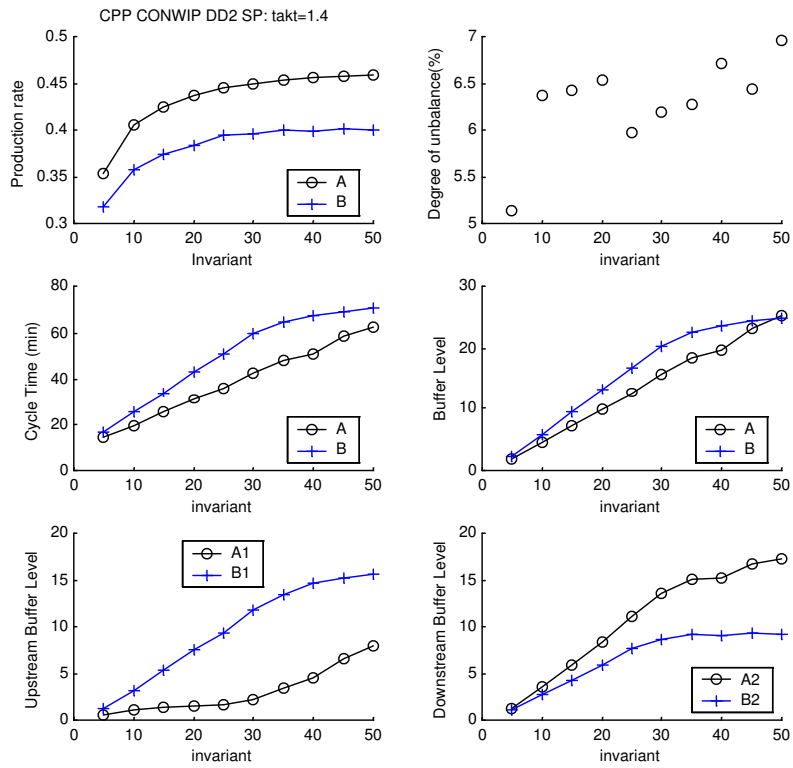 CPP CONWIP DD2 SP: takt=1.4
Production rate
0.5
0.45
0.4
0.35
0.3
0 10 20 30 40 50
Invariant
A
B
Degree of unbalance(%)
7
6.5
6
5.5
5
0 10 20 30 40 50
invariant
Cycle Time (min)
80
60
40
20
0
0 10 20 30 40 50
invariant
A
B
Buffer Level
30
20
10
0
0 10 20 30 40 50
invariant
A
B
Upstream Buffer Level
20
15
10
5
0
0 10 20 30 40 50
invariant
A1
B1
Downstream Buffer Level
20
15
10
5
0
0 10 20 30 40 50
invariant
A2
B2